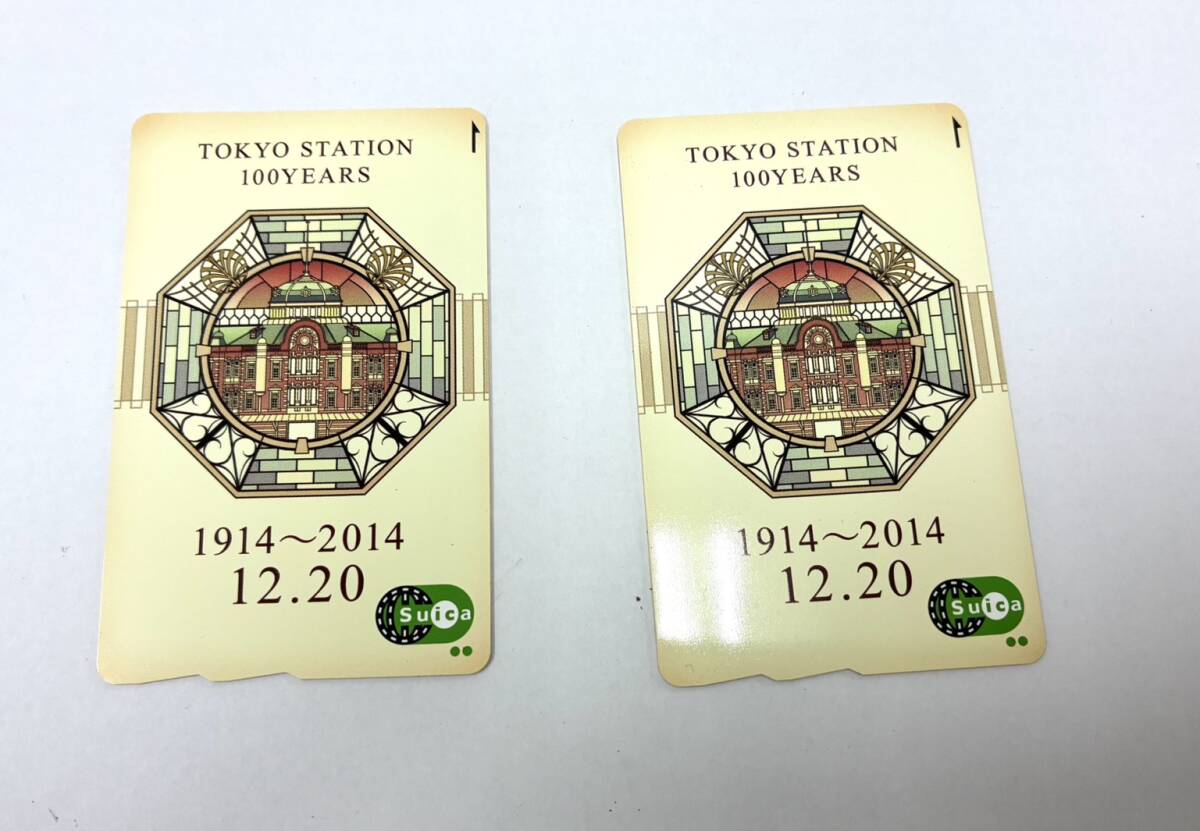 TOKYO STATION
100YEARS
1914～2014
12.20
Suica
TOKYO STATION
100YEARS
1914～2014
12.20
Suica